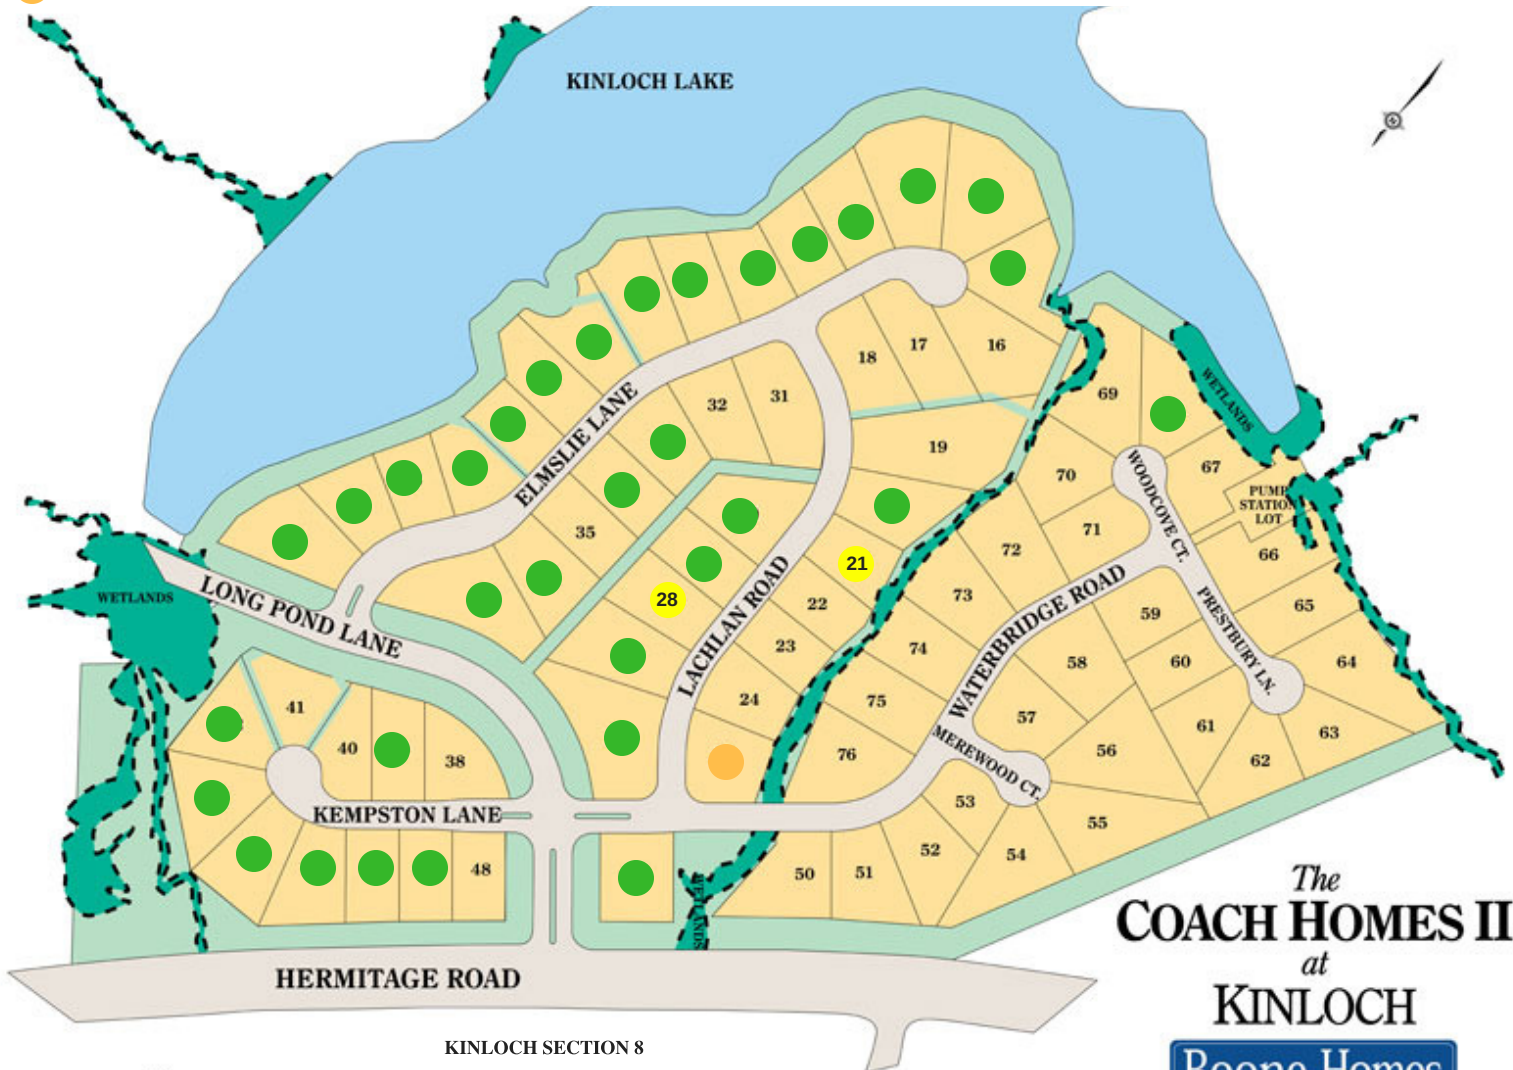 KINLOCH LAKE
18
17
16
32
31
69
ELMSLIE LANE
19
WETLANDS
70
WOODCOVE CT.
67
PUMP
STATION
LOT
35
71
72
66
21
28
LACHLAN ROAD
22
73
WATERBRIDGE ROAD
59
PRESTBURY LN.
65
WETLANDS
LONG POND LANE
23
74
58
60
64
24
75
57
61
63
41
40
38
76
MEREWOOD CT.
56
62
KEMPSTON LANE
53
55
48
50
51
52
54
WETLANDS
HERMITAGE ROAD
KINLOCH SECTION 8
The
COACH HOMES II
at
KINLOCH
Boone Homes